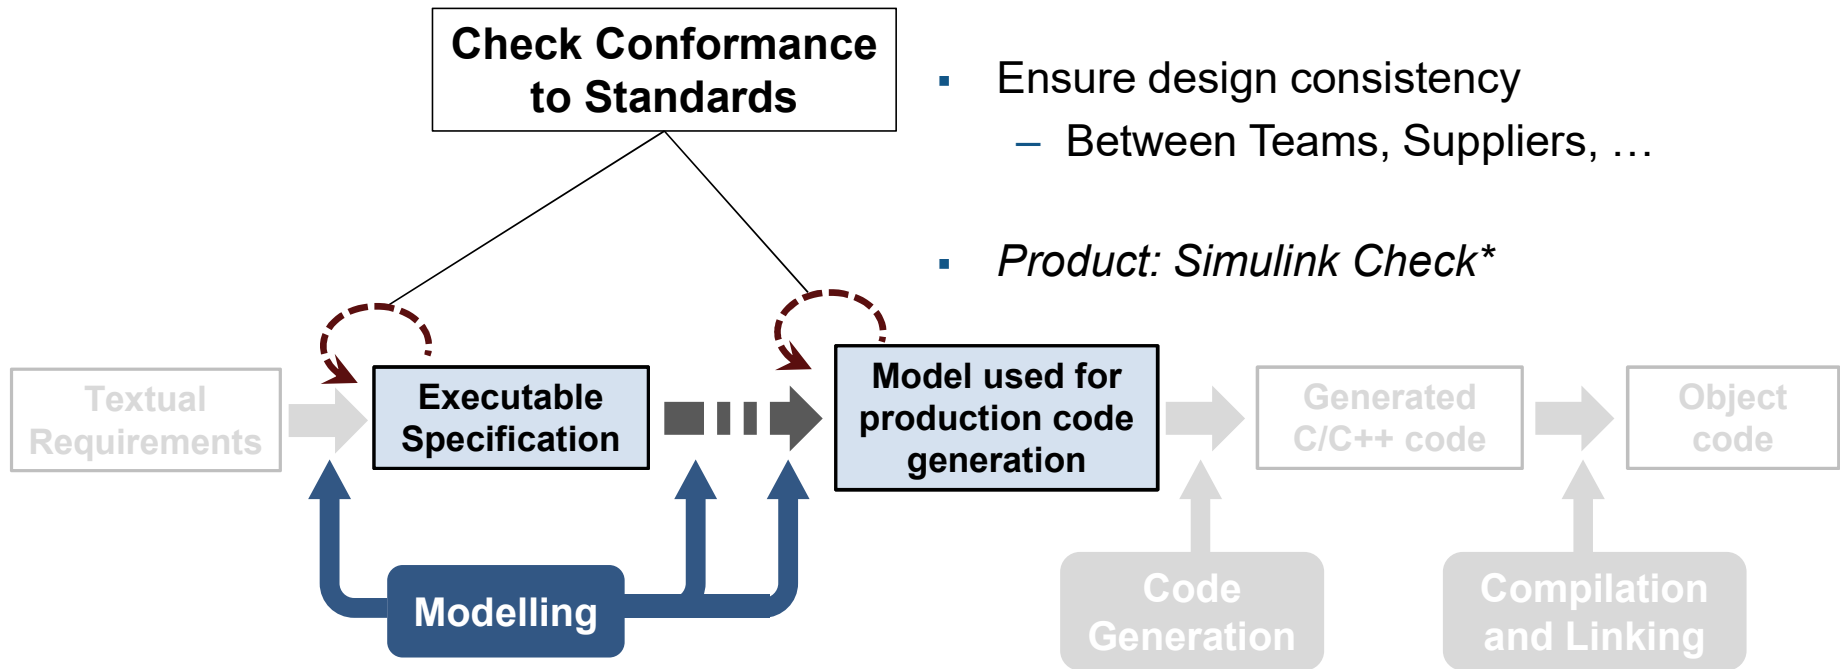 Check Conformance
to Standards
▪ Ensure design consistency
– Between Teams, Suppliers, …
▪ Product: Simulink Check*
Textual
Requirements
Executable
Specification
Model used for
production code
generation
Generated
C/C++ code
Object
code
Modelling
Code
Generation
Compilation
and Linking